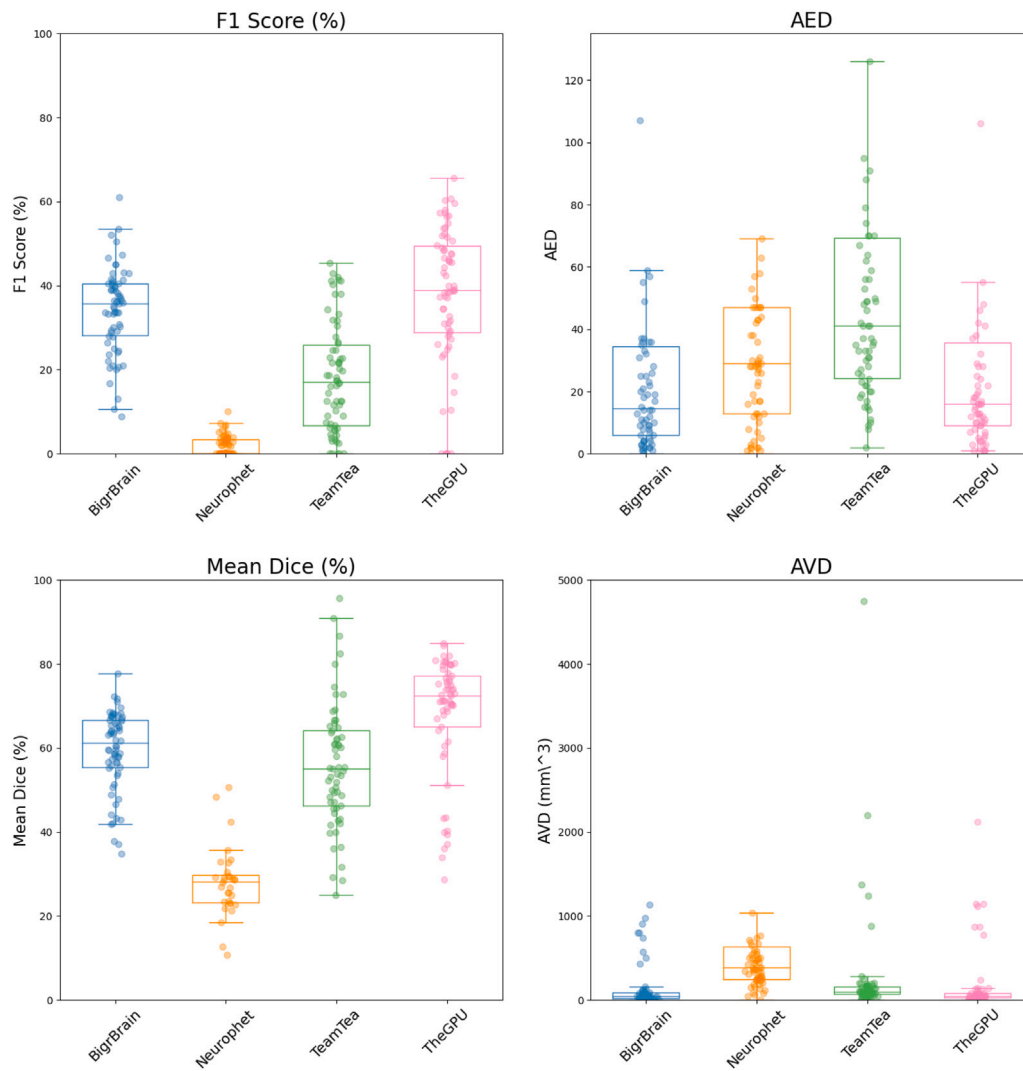 F1 Score (%)
F1 Score (%)
100
80
60
40
20
0
BigrBrain
Neurophet
TeamTea
TheGPU
AED
AED
120
100
80
60
40
20
0
BigrBrain
Neurophet
TeamTea
TheGPU
Mean Dice (%)
Mean Dice (%)
100
80
60
40
20
0
BigrBrain
Neurophet
TeamTea
TheGPU
AVD
AVD (mm\^3)
5000
4000
3000
2000
1000
0
BigrBrain
Neurophet
TeamTea
TheGPU